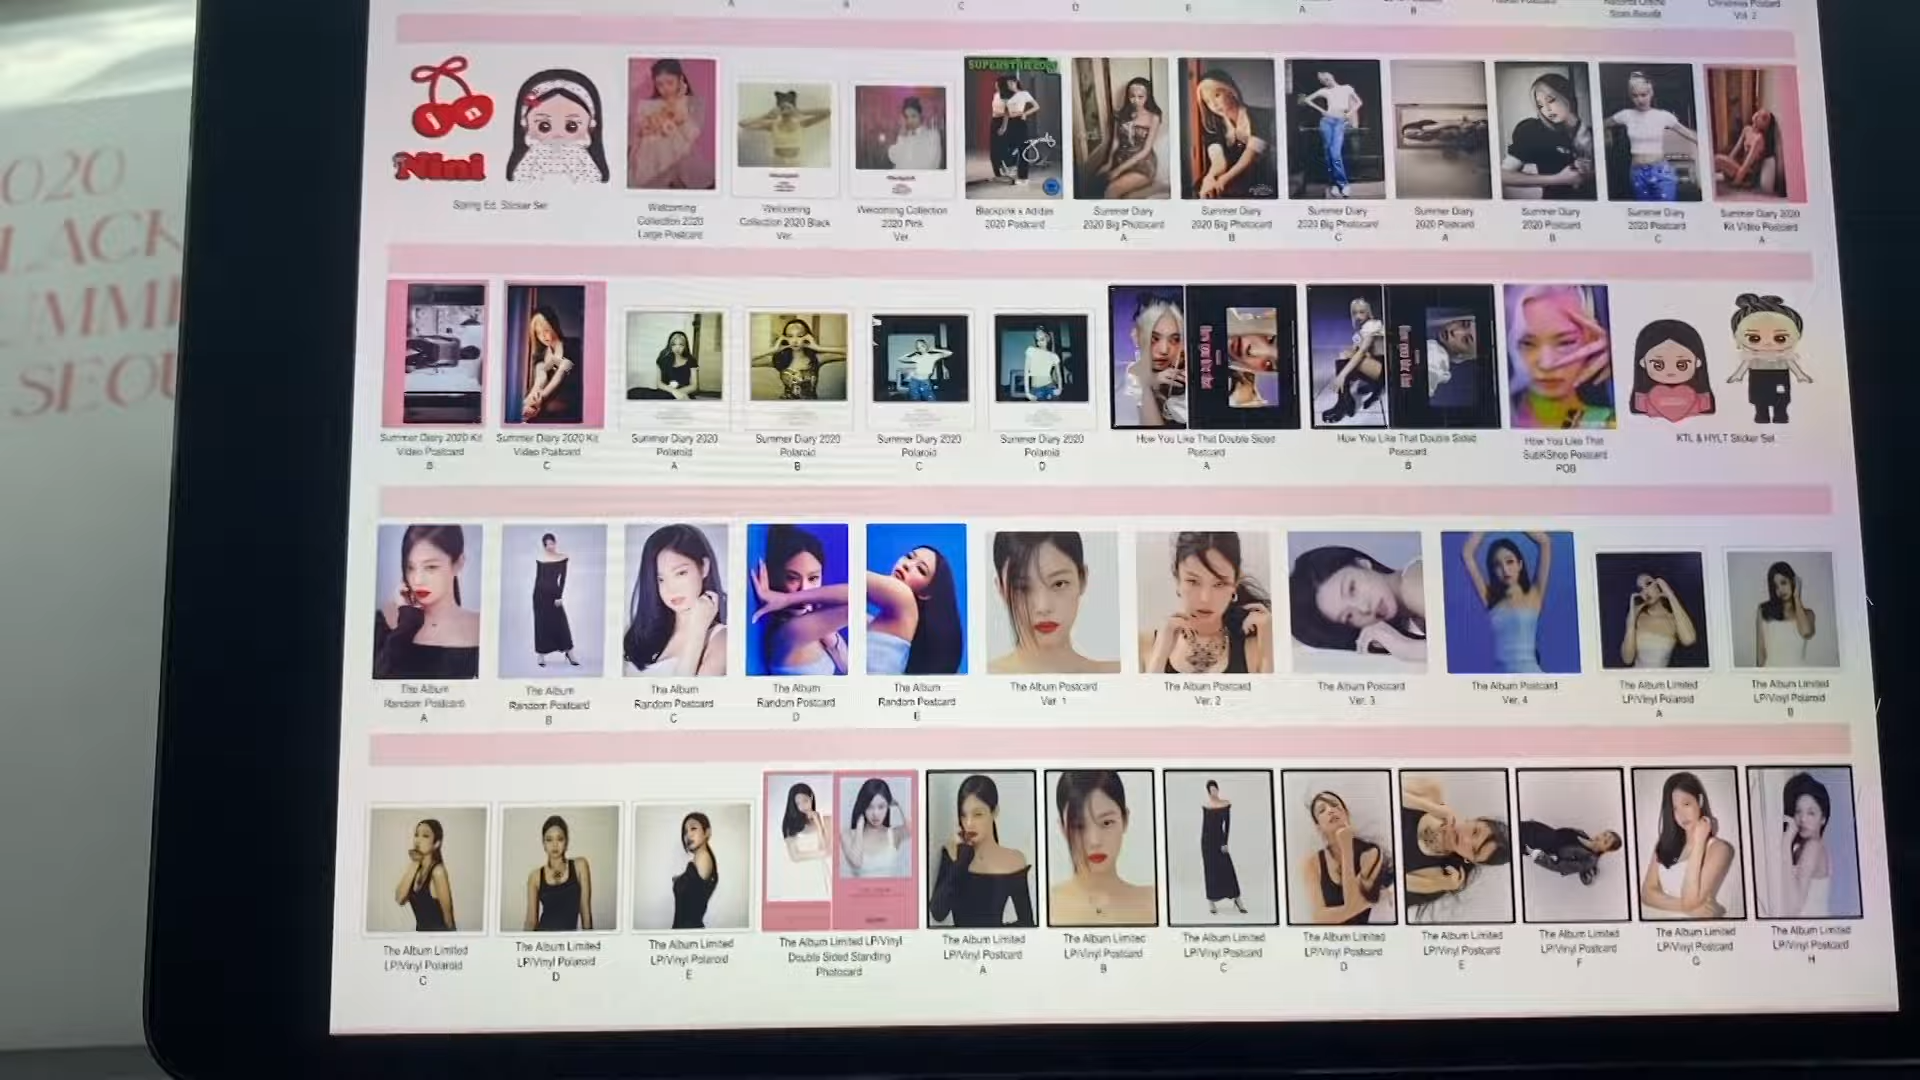 A
B
C
D
E
A
B
Christmas Postcard
Vol. 2
2020
SEOU
Nini
Spring Ed. Sticker Set
Welcoming
Collection 2020
Large Postcard
Welcoming
Collection 2020 Black
Ver.
Welcoming Collection
2020 Pink
Ver.
Blackpink x Adidas
2020 Postcard
Summer Diary
2020 Big Photocard
A
Summer Diary
2020 Big Photocard
B
Summer Diary
2020 Big Photocard
C
Summer Diary
2020 Postcard
A
Summer Diary
2020 Postcard
B
Summer Diary
2020 Postcard
C
Summer Diary 2020
Kit Video Postcard
A
Summer Diary 2020 Kit
Video Postcard
B
Summer Diary 2020 Kit
Video Postcard
C
Summer Diary 2020
Polaroid
A
Summer Diary 2020
Polaroid
B
Summer Diary 2020
Polaroid
C
Summer Diary 2020
Polaroid
D
How You Like That Double Sided
Postcard
A
How You Like That Double Sided
Postcard
B
How You Like That
Postcard
POB
KTL & HYLT Sticker Set
The Album
Random Postcard
A
The Album
Random Postcard
B
The Album
Random Postcard
C
The Album
Random Postcard
D
The Album
Random Postcard
E
The Album Postcard
Ver. 1
The Album Postcard
Ver. 2
The Album Postcard
Ver. 3
The Album Postcard
Ver. 4
The Album Limited
LP/Vinyl Polaroid
A
The Album Limited
LP/Vinyl Polaroid
B
The Album Limited
LP/Vinyl Polaroid
C
The Album Limited
LP/Vinyl Polaroid
D
The Album Limited
LP/Vinyl Polaroid
E
The Album Limited LP/Vinyl
Double Sided Standing
Photocard
The Album Limited
LP/Vinyl Postcard
A
The Album Limited
LP/Vinyl Postcard
B
The Album Limited
LP/Vinyl Postcard
C
The Album Limited
LP/Vinyl Postcard
D
The Album Limited
LP/Vinyl Postcard
E
The Album Limited
LP/Vinyl Postcard
F
The Album Limited
LP/Vinyl Postcard
G
The Album Limited
LP/Vinyl Postcard
H